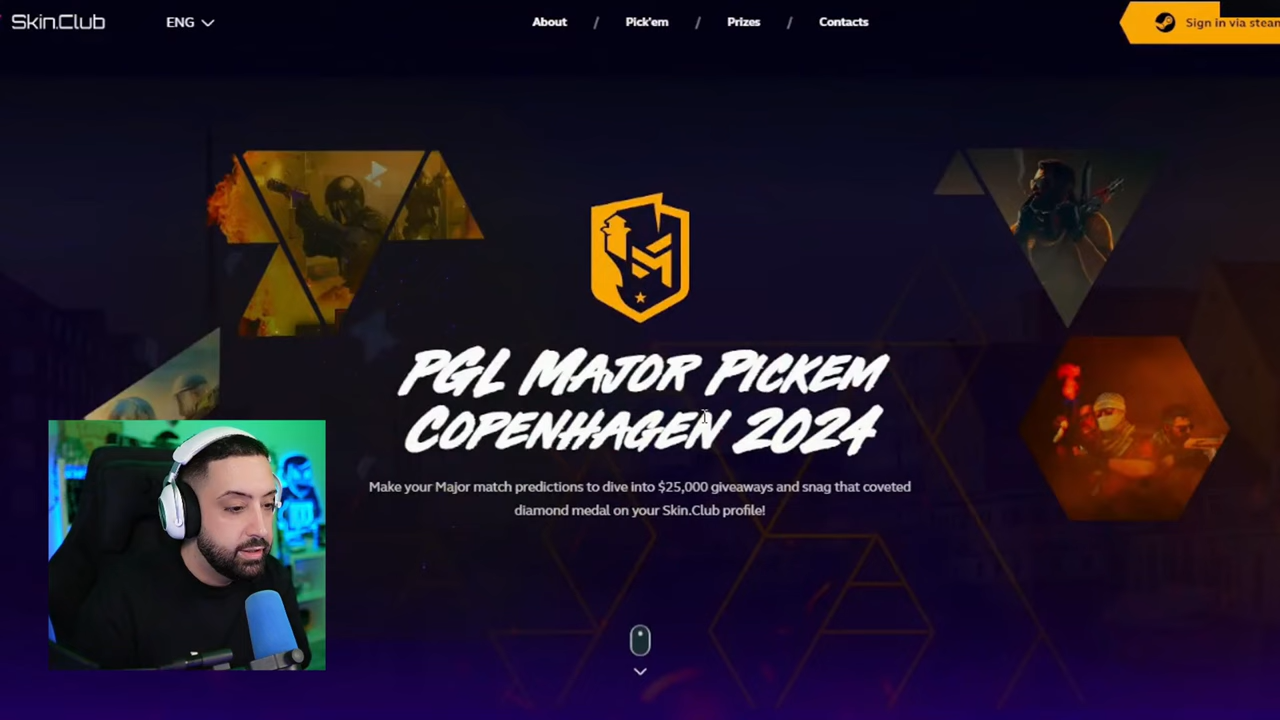 Skin.Club
ENG
About / Pick'em / Prizes / Contacts
Sign in via steam
PGL MAJOR PICKEM
COPENHAGEN 2024
Make your Major match predictions to dive into $25,000 giveaways and snag that coveted
diamond medal on your Skin.Club profile!